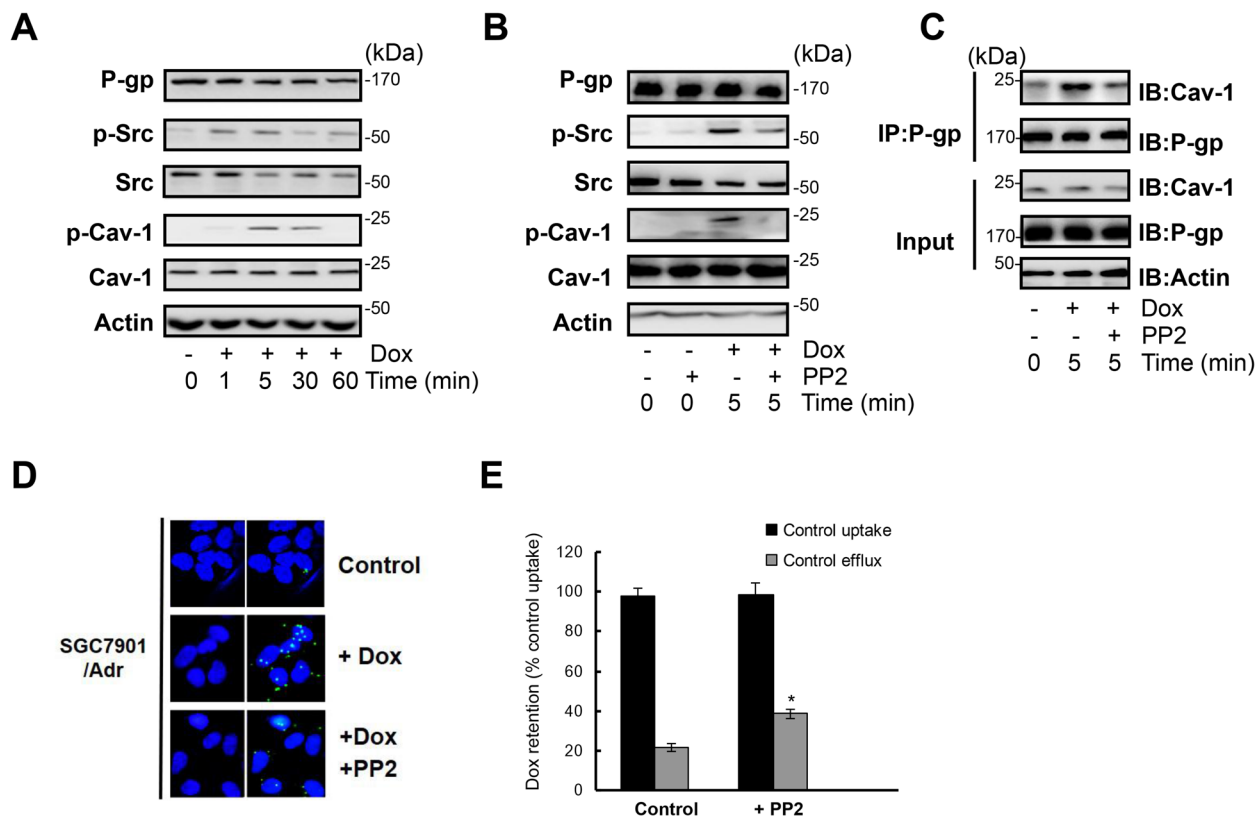 A
(kDa)
P-gp
-170
p-Src
-50
Src
-50
p-Cav-1
-25
Cav-1
-25
Actin
-50
- + + + + Dox
0 1 5 30 60 Time (min)
B
(kDa)
P-gp
-170
p-Src
-50
Src
-50
p-Cav-1
-25
Cav-1
-25
Actin
-50
- - + + Dox
- + - + PP2
0 0 5 5 Time (min)
C
(kDa)
IP:P-gp
25- IB:Cav-1
170- IB:P-gp
Input
25- IB:Cav-1
170- IB:P-gp
50- IB:Actin
- + + Dox
- - + PP2
0 5 5 Time (min)
D
SGC7901
/Adr
Control
+ Dox
+Dox
+PP2
E
Control uptake
Control efflux
Dox retention (% control uptake)
120
100
80
60
40
20
0
*
Control + PP2